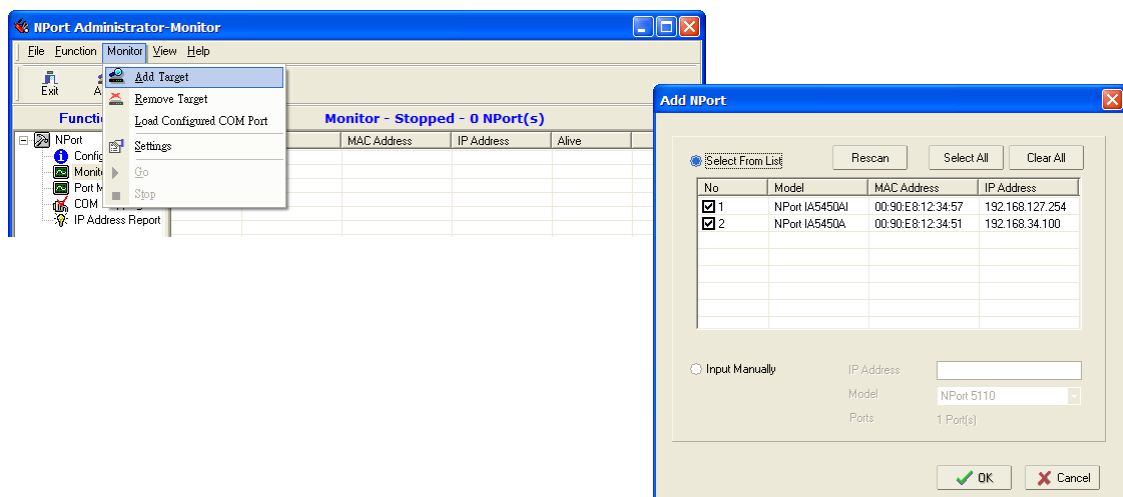 NPort Administrator-Monitor
File Function Monitor View Help
Exit
Add Target
Remove Target
Load Configured COM Port
Settings
Go
Stop
Monitor - Stopped - 0 NPort(s)
MAC Address IP Address Alive
NPort
IP Address Report
Add NPort
Select From List Rescan Select All Clear All
No Model MAC Address IP Address
1 NPort IA5450AI 00:90:E8:12:34:57 192.168.127.254
2 NPort IA5450A 00:90:E8:12:34:51 192.168.34.100
Input Manually IP Address
Model NPort 5110
Ports 1 Port(s)
OK Cancel